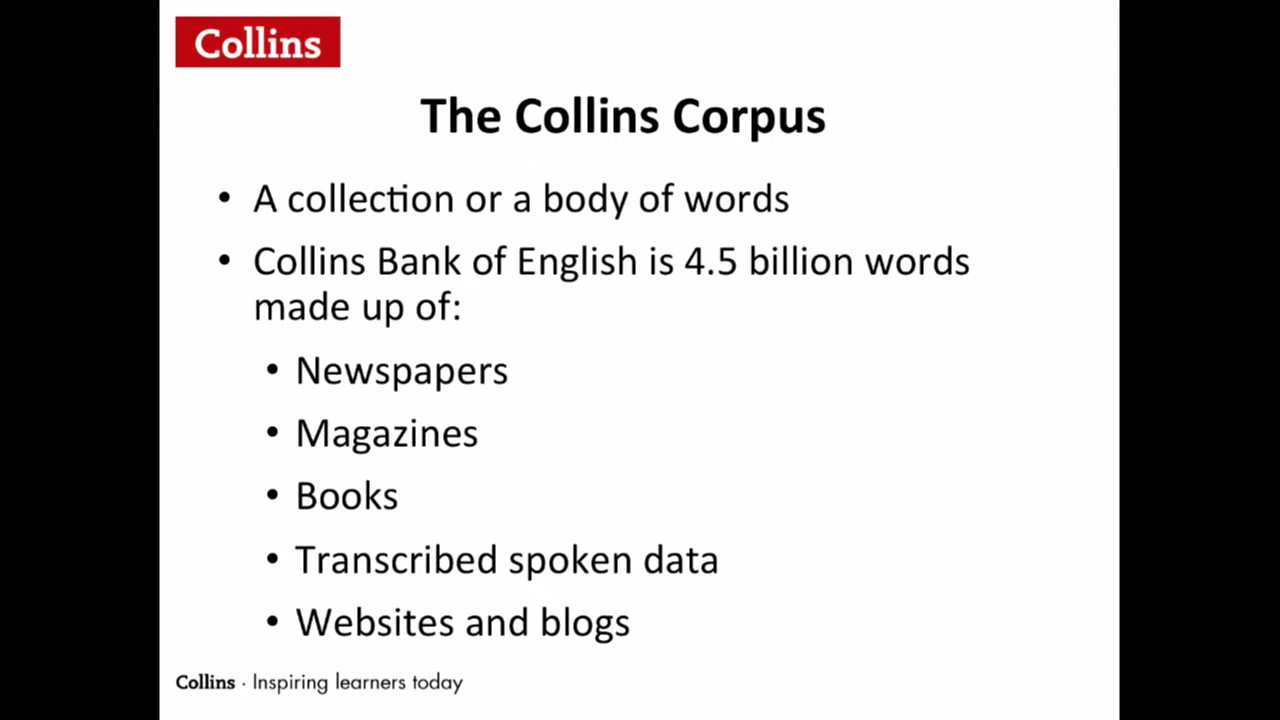 Collins
The Collins Corpus
• A collection or a body of words
• Collins Bank of English is 4.5 billion words
made up of:
• Newspapers
• Magazines
• Books
• Transcribed spoken data
• Websites and blogs
Collins · Inspiring learners today